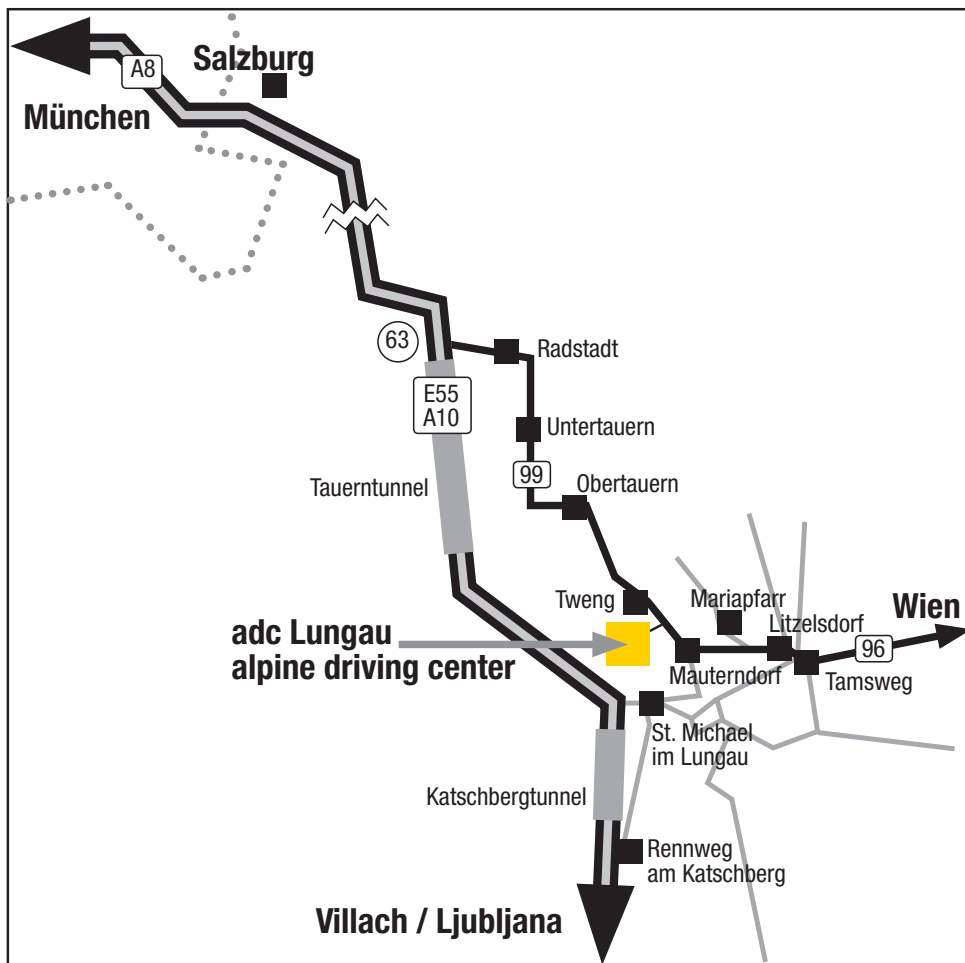 A8
Salzburg
München
63
Radstadt
E55
A10
Untertauern
99
Tauerntunnel
Obertauern
Tweng
Mariapfarr
Wien
Litzelsdorf
adc Lungau
alpine driving center
96
Mauterndorf
Tamsweg
St. Michael
im Lungau
Katschbergtunnel
Rennweg
am Katschberg
Villach / Ljubljana